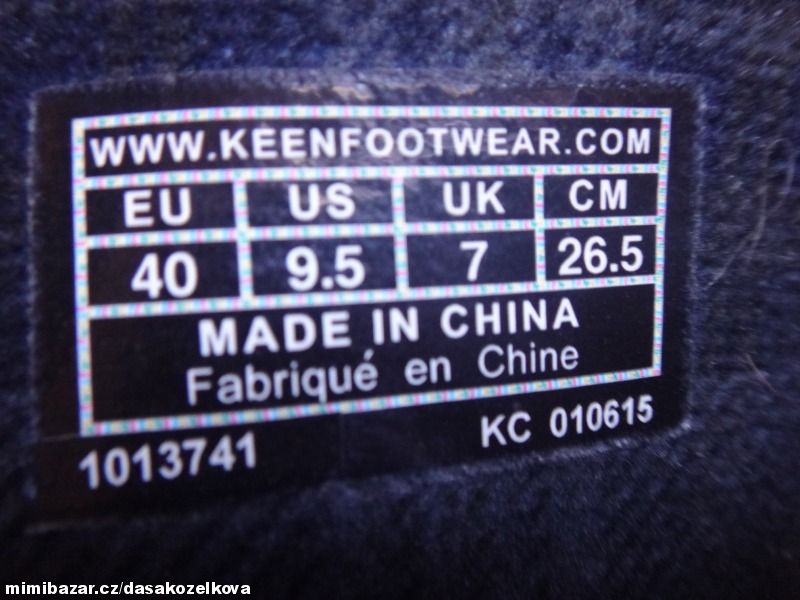 WWW.KEENFOOTWEAR.COM
EU US UK CM
40 9.5 7 26.5
MADE IN CHINA
Fabriqué en Chine
1013741 KC 010615
mimibazar.cz/dasakozelkova